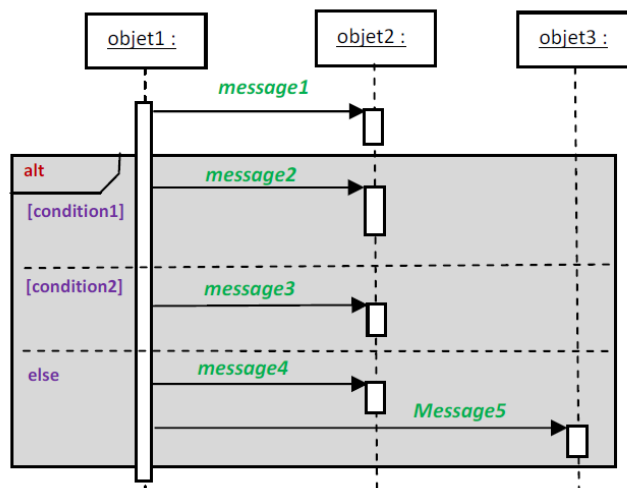 objet1 :
objet2 :
objet3 :
message1
alt
message2
[condition1]
[condition2]
message3
else
message4
Message5